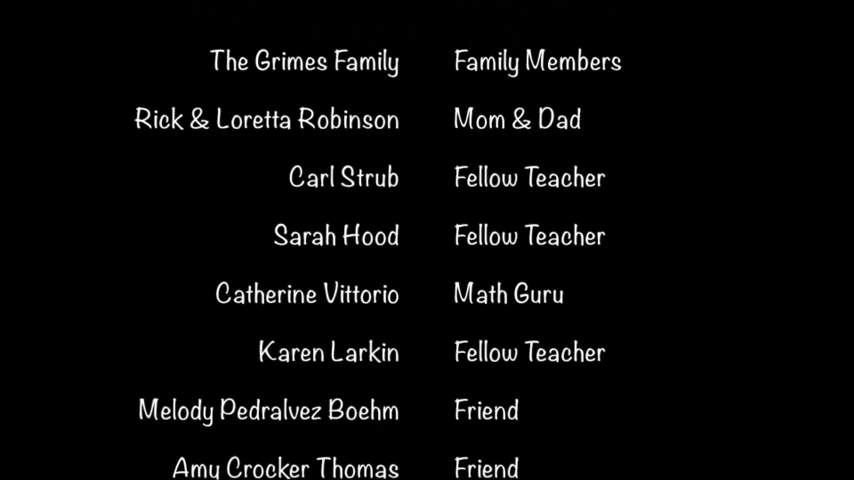 The Grimes Family Family Members
Rick & Loretta Robinson Mom & Dad
Carl Strub Fellow Teacher
Sarah Hood Fellow Teacher
Catherine Vittorio Math Guru
Karen Larkin Fellow Teacher
Melody Pedralvez Boehm Friend
Amy Crocker Thomas Friend